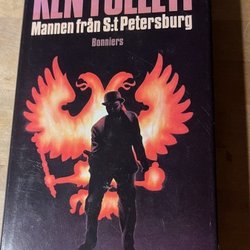 KEN FOLLETT
Mannen från S:t Petersburg
Bonniers